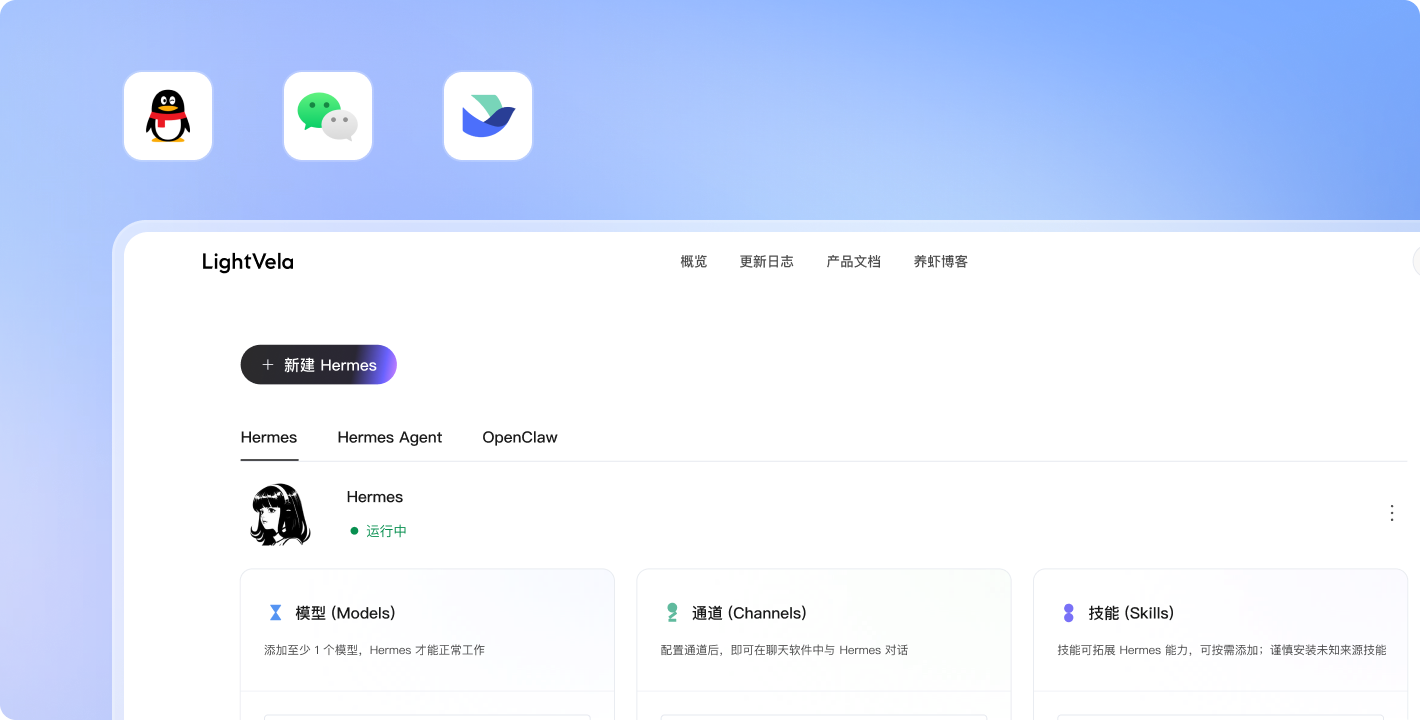 LightVela
概览 更新日志 产品文档 养虾博客
新建 Hermes
Hermes Hermes Agent OpenClaw
Hermes
运行中
模型 (Models)
添加至少 1 个模型，Hermes 才能正常工作
通道 (Channels)
配置通道后，即可在聊天软件中与 Hermes 对话
技能 (Skills)
技能可拓展 Hermes 能力，可按需添加；谨慎安装未知来源技能